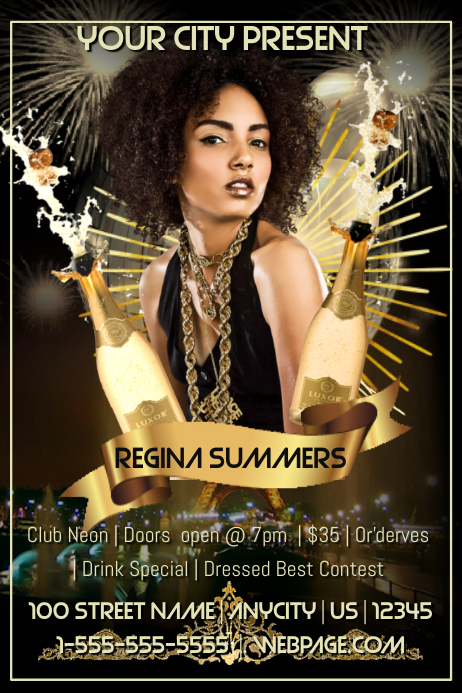 YOUR CITY PRESENT
LUXOR
LUXOR
REGINA SUMMERS
Club Neon | Doors open @ 7pm | $35 | Or'derves
| Drink Special | Dressed Best Contest
100 STREET NAME | ANYCITY | US | 12345
1-555-555-5555 | WEBPAGE.COM